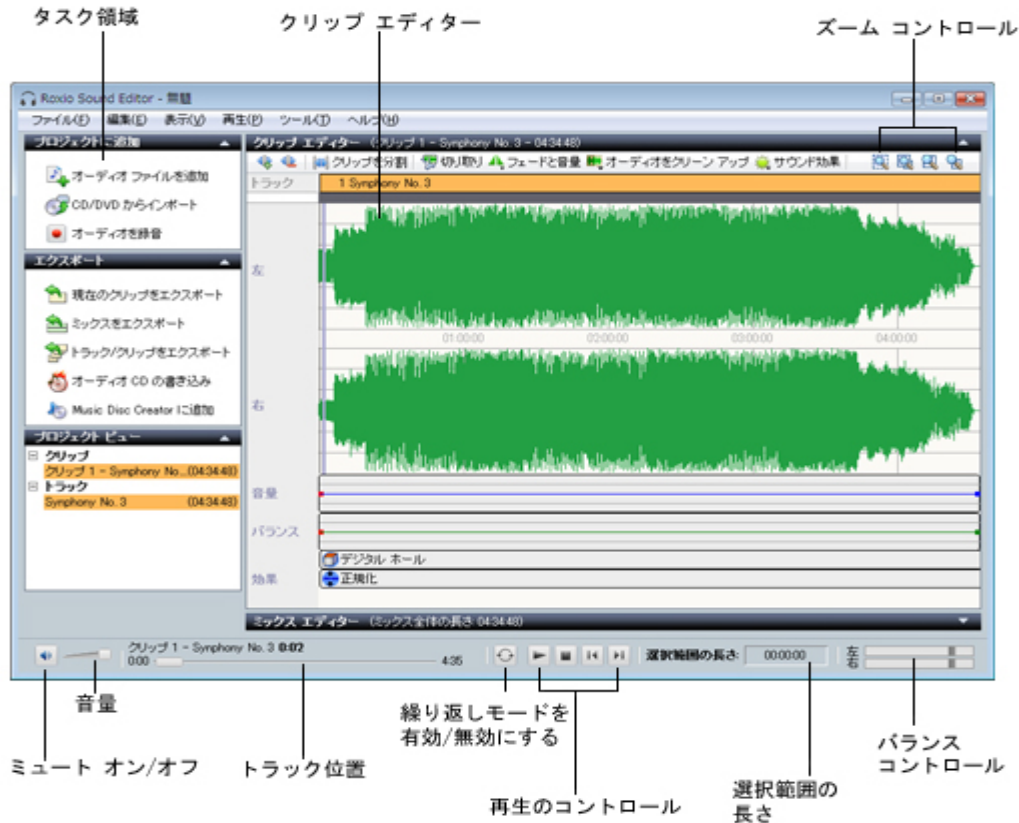 タスク領域
クリップ エディター
ズーム コントロール
Roxio Sound Editor - 無題
ファイル(F) 編集(E) 表示(V) 再生(P) ツール(T) ヘルプ(H)
プロジェクトに追加
オーディオ ファイルを追加
CD/DVD からインポート
オーディオを録音
エクスポート
現在のクリップをエクスポート
ミックスをエクスポート
トラック/クリップをエクスポート
オーディオ CD の書き込み
Music Disc Creator に追加
プロジェクト ビュー
クリップ
クリップ 1 - Symphony No...(04:34:48)
トラック
Symphony No. 3 (04:34:48)
クリップ エディター (クリップ 1 - Symphony No. 3 - 04:34:48)
クリップを分割 切り取り フェードと音量 オーディオをクリーン アップ サウンド効果
トラック 1 Symphony No. 3
左
01:00:00 02:00:00 03:00:00 04:00:00
右
音量
バランス
デジタル ホール
効果 正規化
ミックス エディター (ミックス全体の長さ 04:34:48)
クリップ 1 - Symphony No. 3 0:02
0:00 4:35
選択範囲の長さ: 00:00:00
左
右
音量
ミュート オン/オフ
トラック位置
繰り返しモードを
有効/無効にする
再生のコントロール
選択範囲の
長さ
バランス
コントロール